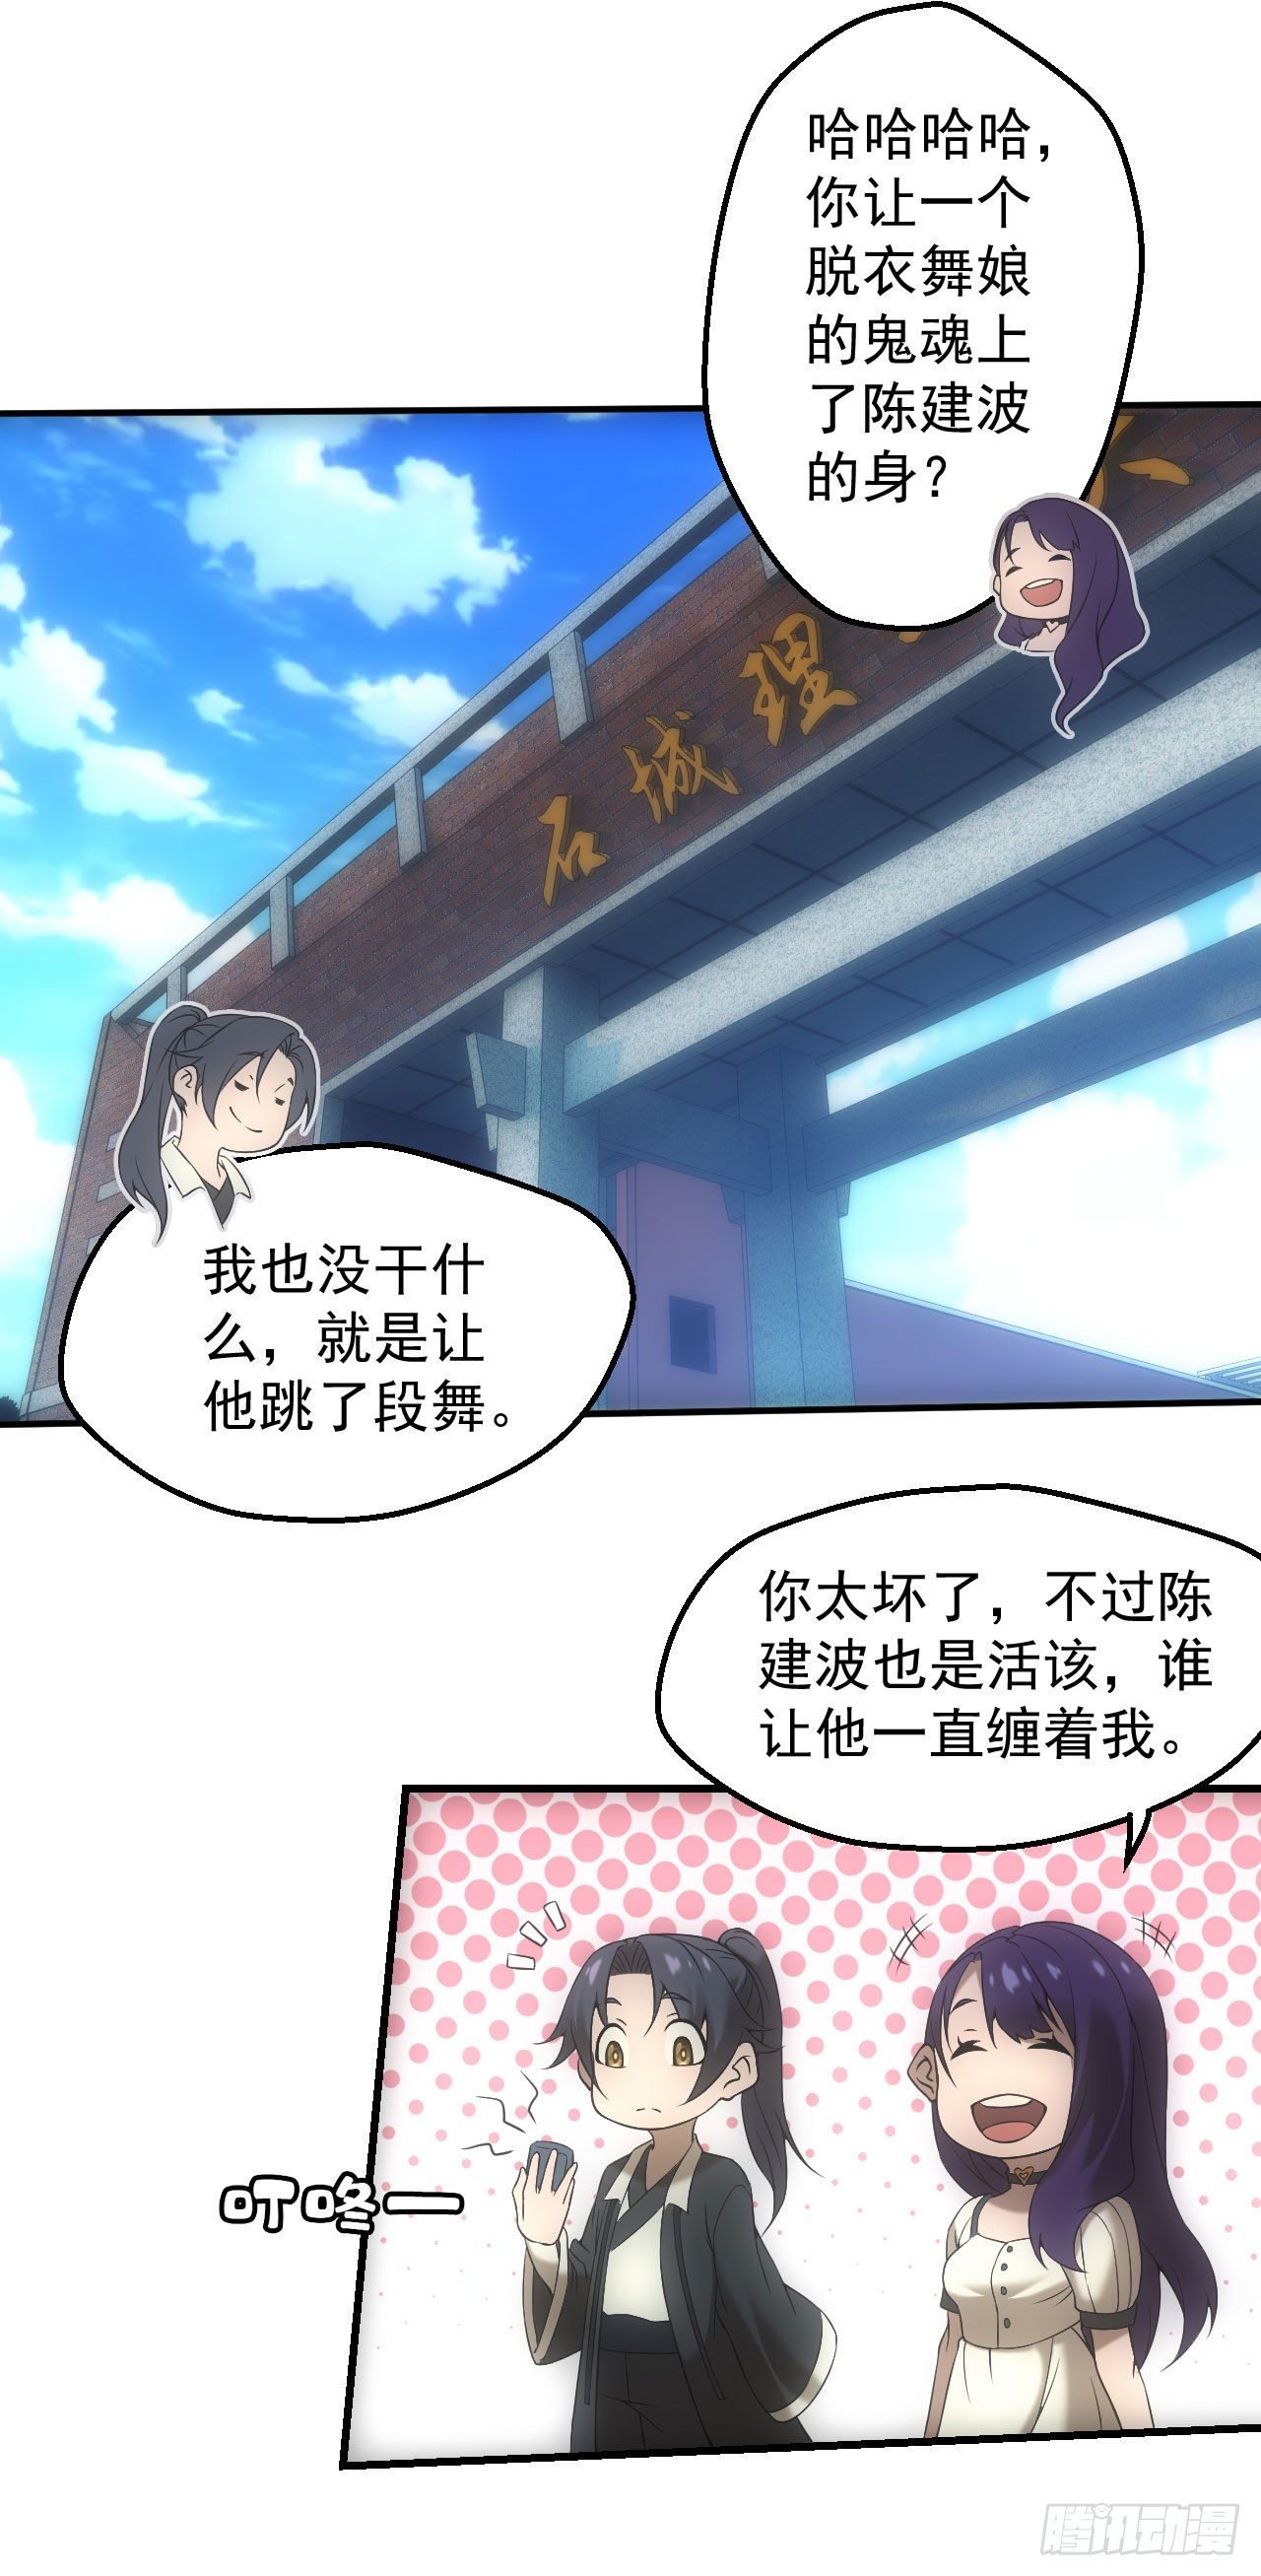 哈哈哈哈，
你让一个
脱衣舞娘
的鬼魂上
了陈建波
的身？
石城理
我也没干什
么，就是让
他跳了段舞。
你太坏了，不过陈
建波也是活该，谁
让他一直缠着我。
叮咚—
腾讯动漫